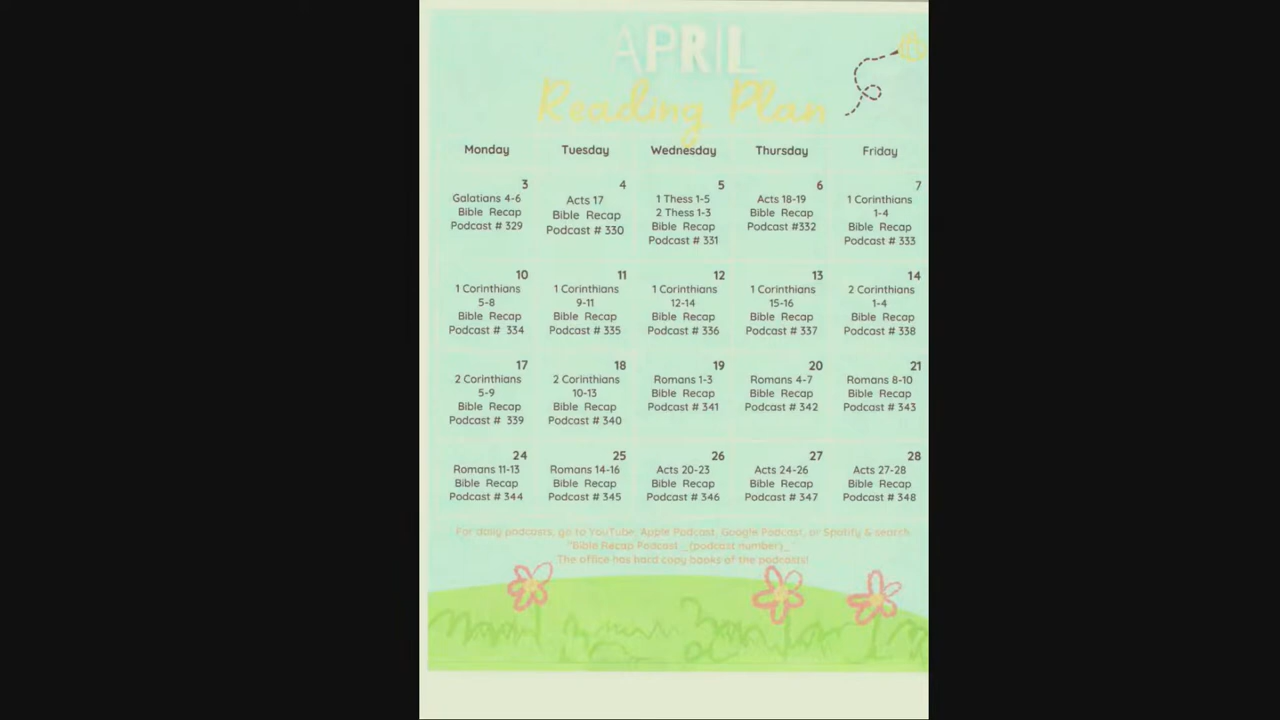 APRIL
Reading Plan
Monday Tuesday Wednesday Thursday Friday
3
Galatians 4-6
Bible Recap
Podcast # 329
4
Acts 17
Bible Recap
Podcast # 330
5
1 Thess 1-5
2 Thess 1-3
Bible Recap
Podcast # 331
6
Acts 18-19
Bible Recap
Podcast #332
7
1 Corinthians
1-4
Bible Recap
Podcast # 333
10
1 Corinthians
5-8
Bible Recap
Podcast # 334
11
1 Corinthians
9-11
Bible Recap
Podcast # 335
12
1 Corinthians
12-14
Bible Recap
Podcast # 336
13
1 Corinthians
15-16
Bible Recap
Podcast # 337
14
2 Corinthians
1-4
Bible Recap
Podcast # 338
17
2 Corinthians
5-9
Bible Recap
Podcast # 339
18
2 Corinthians
10-13
Bible Recap
Podcast # 340
19
Romans 1-3
Bible Recap
Podcast # 341
20
Romans 4-7
Bible Recap
Podcast # 342
21
Romans 8-10
Bible Recap
Podcast # 343
24
Romans 11-13
Bible Recap
Podcast # 344
25
Romans 14-16
Bible Recap
Podcast # 345
26
Acts 20-23
Bible Recap
Podcast # 346
27
Acts 24-26
Bible Recap
Podcast # 347
28
Acts 27-28
Bible Recap
Podcast # 348
For daily podcasts, go to YouTube, Apple Podcast, Google Podcast, or Spotify & search
"Bible Recap Podcast _(podcast number)_"
The office has hard copy books of the podcasts!